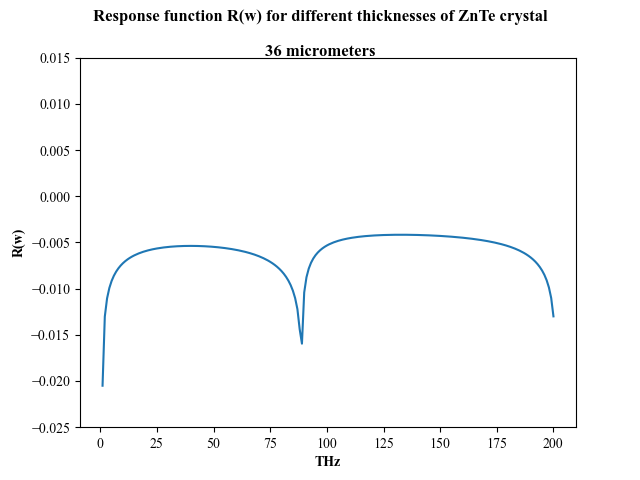 Response function R(w) for different thicknesses of ZnTe crystal
36 micrometers
0.015
0.010
0.005
0.000
−0.005
−0.010
−0.015
−0.020
−0.025
R(w)
0 25 50 75 100 125 150 175 200
THz